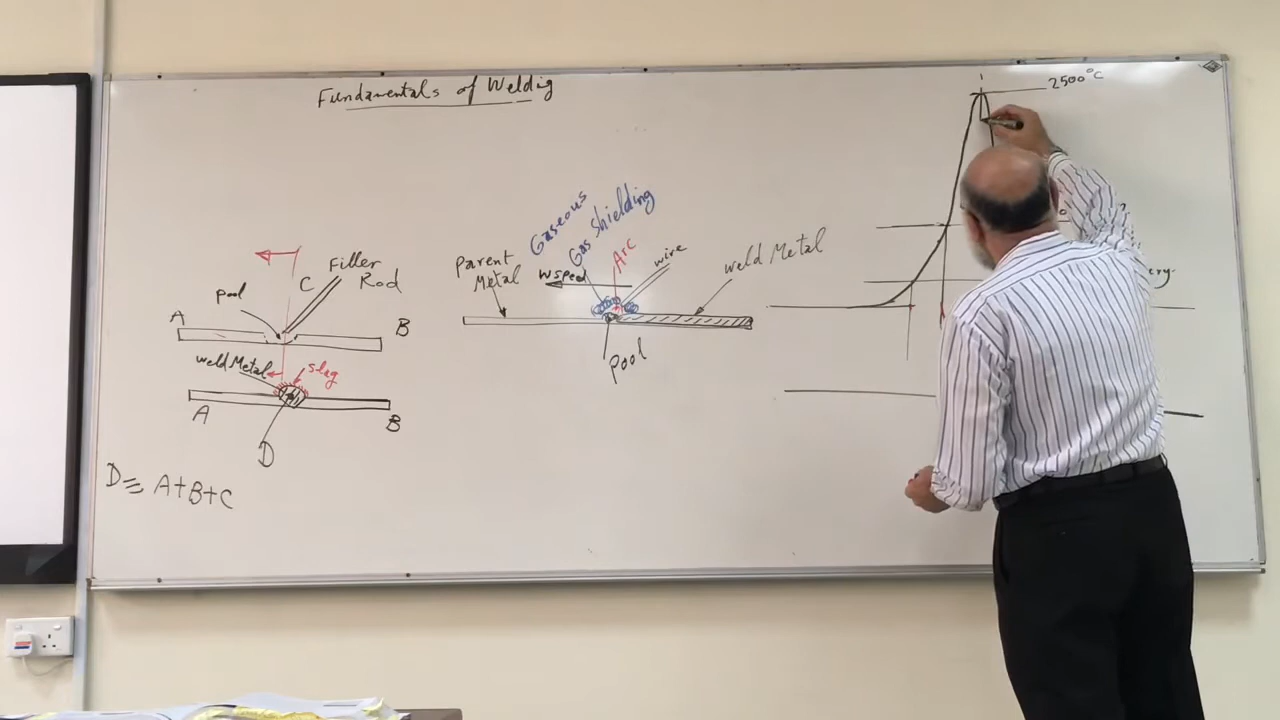 Fundamentals of Weldig
2500°C
Gaseous
Gas Shielding
Arc
wire
weld Metal
Parent
Metal
W speed
Pool
Filler
Rod
C
Pool
A
B
weld Metal
slag
A
B
D
D ≡ A+B+C